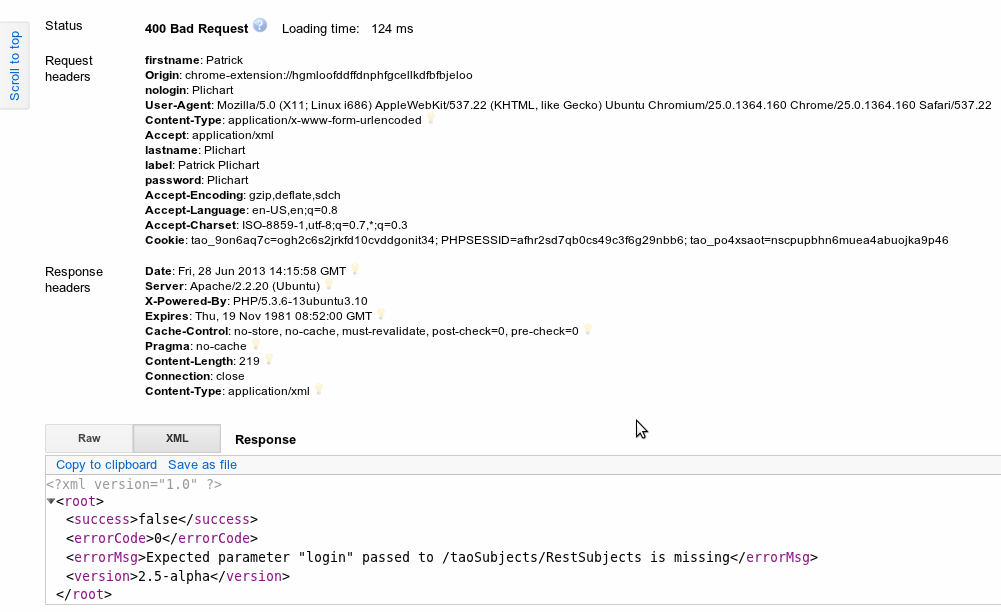 Scroll to top
Status 400 Bad Request ? Loading time: 124 ms
Request headers
firstname: Patrick
Origin: chrome-extension://hgmloofddffdnphfgcellkdfbfbjeloo
nologin: Plichart
User-Agent: Mozilla/5.0 (X11; Linux i686) AppleWebKit/537.22 (KHTML, like Gecko) Ubuntu Chromium/25.0.1364.160 Chrome/25.0.1364.160 Safari/537.22
Content-Type: application/x-www-form-urlencoded
Accept: application/xml
lastname: Plichart
label: Patrick Plichart
password: Plichart
Accept-Encoding: gzip,deflate,sdch
Accept-Language: en-US,en;q=0.8
Accept-Charset: ISO-8859-1,utf-8;q=0.7,*;q=0.3
Cookie: tao_9on6aq7c=ogh2c6s2jrkfd10cvddgonit34; PHPSESSID=afhr2sd7qb0cs49c3f6g29nbb6; tao_po4xsaot=nscpupbhn6muea4abuojka9p46
Response headers
Date: Fri, 28 Jun 2013 14:15:58 GMT
Server: Apache/2.2.20 (Ubuntu)
X-Powered-By: PHP/5.3.6-13ubuntu3.10
Expires: Thu, 19 Nov 1981 08:52:00 GMT
Cache-Control: no-store, no-cache, must-revalidate, post-check=0, pre-check=0
Pragma: no-cache
Content-Length: 219
Connection: close
Content-Type: application/xml
Raw XML Response
Copy to clipboard Save as file
<?xml version="1.0" ?>
<root>
<success>false</success>
<errorCode>0</errorCode>
<errorMsg>Expected parameter "login" passed to /taoSubjects/RestSubjects is missing</errorMsg>
<version>2.5-alpha</version>
</root>